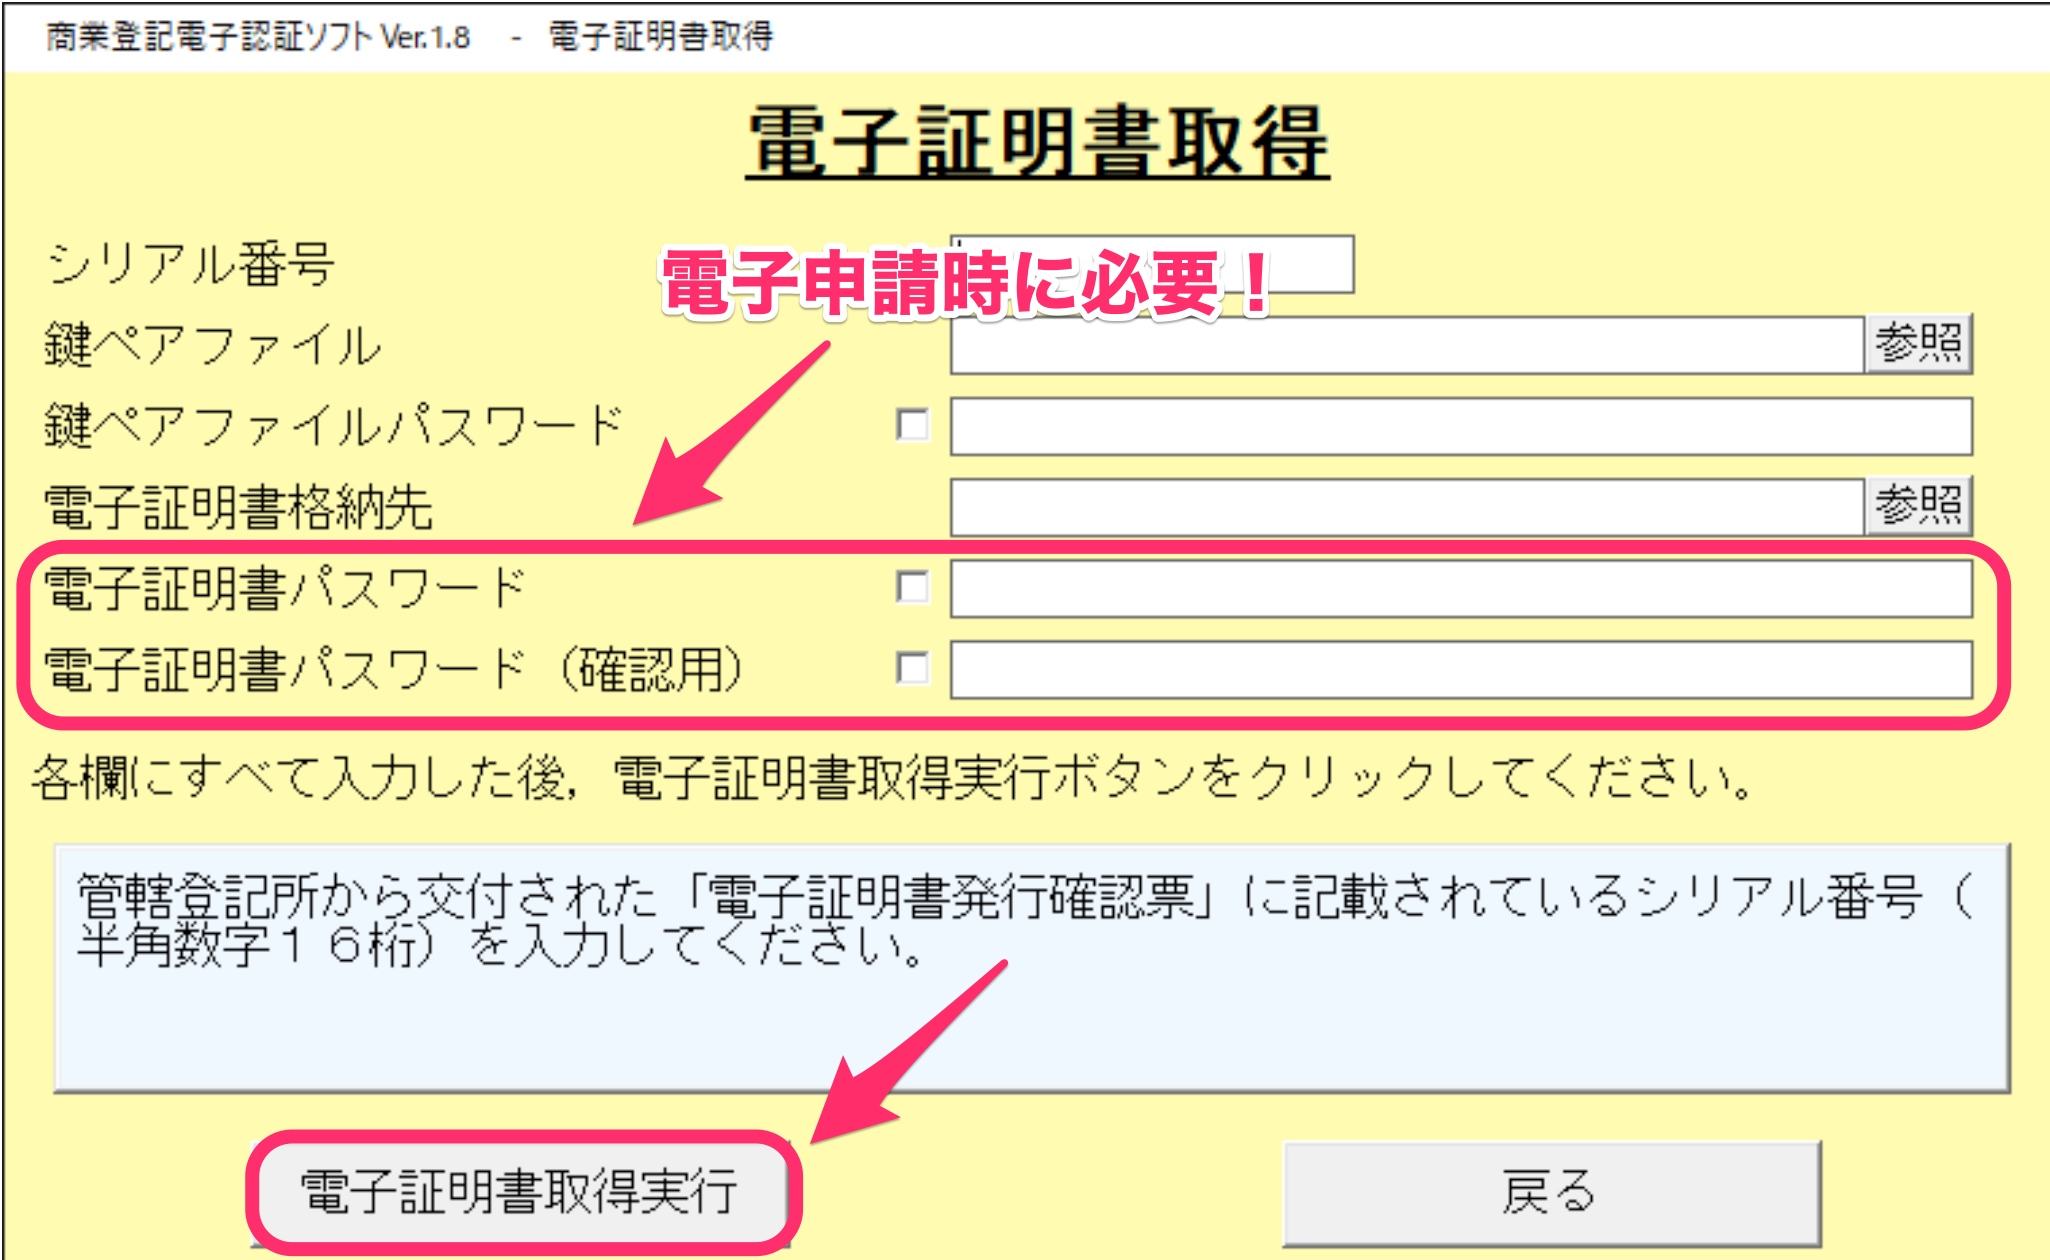 商業登記電子認証ソフト Ver.1.8 - 電子証明書取得
電子証明書取得
シリアル番号
電子申請時に必要！
鍵ペアファイル
参照
鍵ペアファイルパスワード
電子証明書格納先
参照
電子証明書パスワード
電子証明書パスワード（確認用）
各欄にすべて入力した後，電子証明書取得実行ボタンをクリックしてください。
管轄登記所から交付された「電子証明書発行確認票」に記載されているシリアル番号（
半角数字１６桁）を入力してください。
電子証明書取得実行
戻る